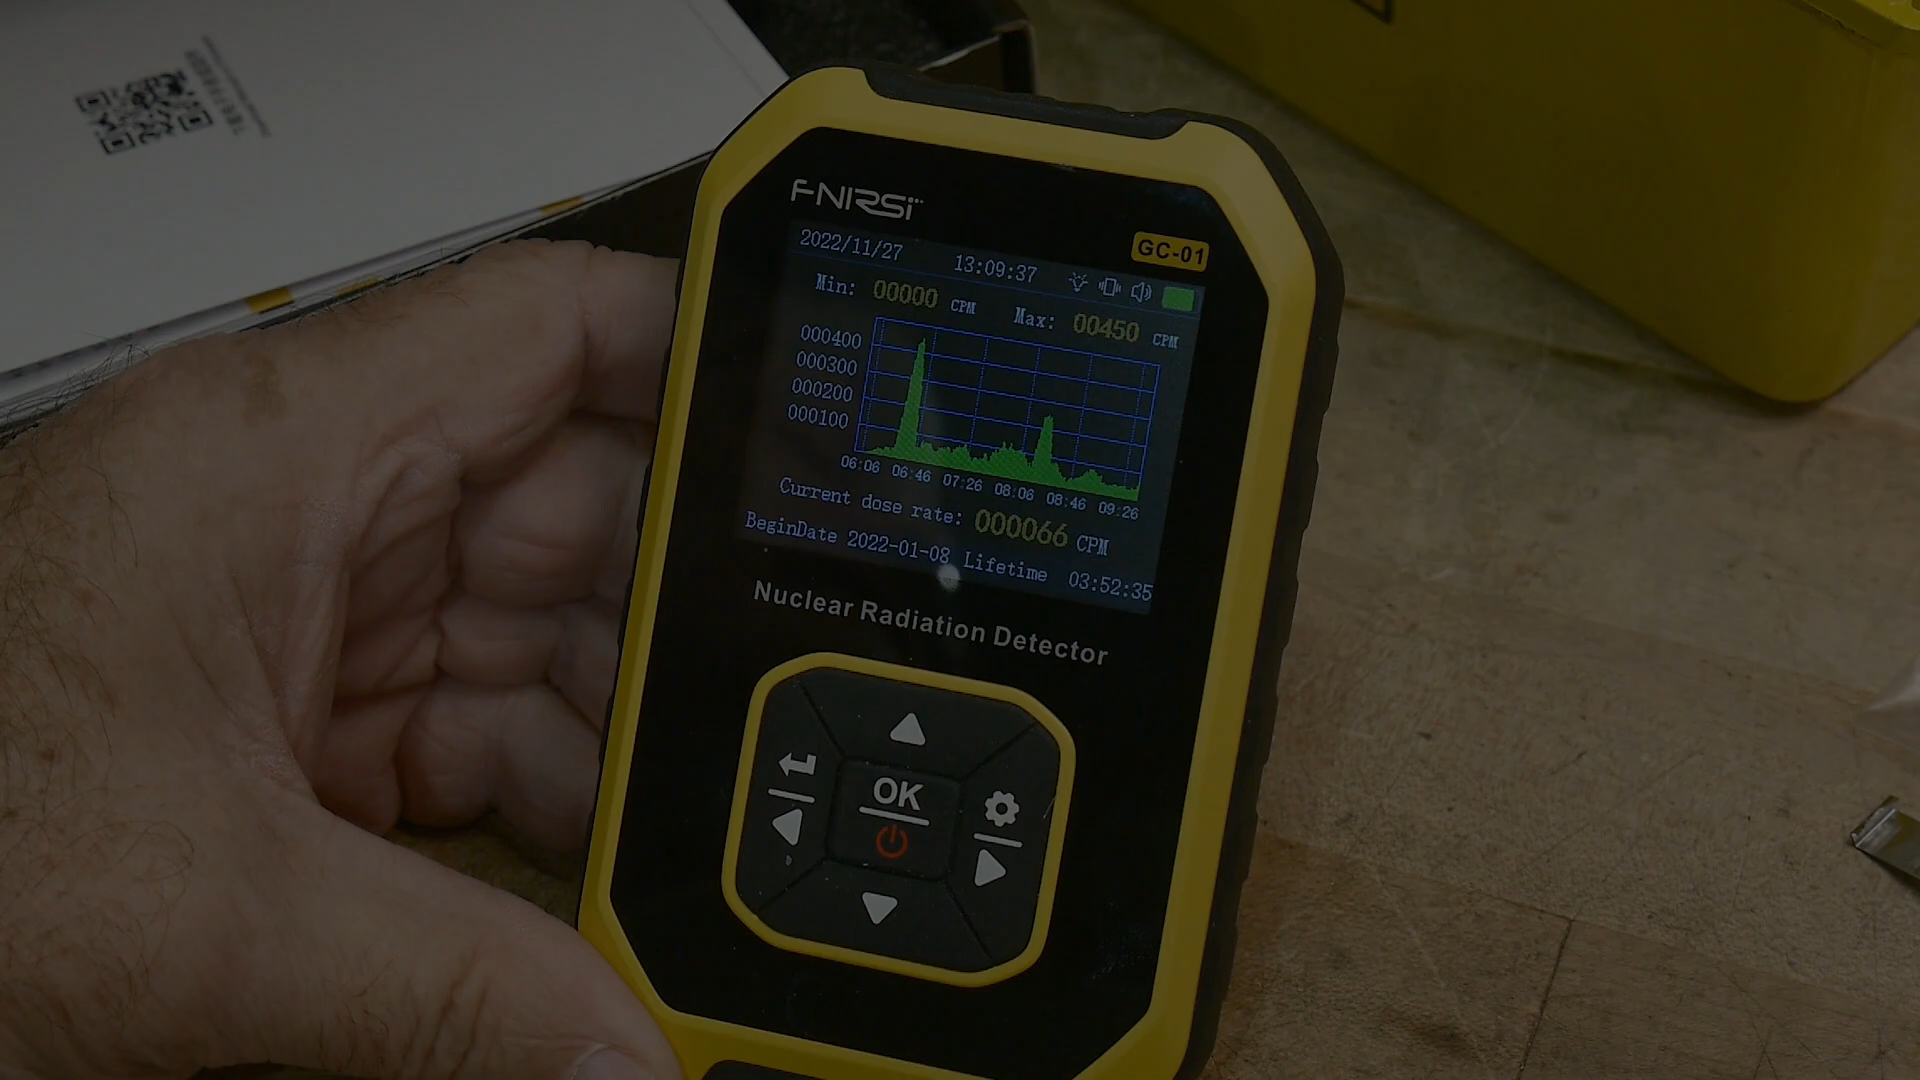 FNIRSI
GC-01
2022/11/27 13:09:37
Min: 00000 CPM Max: 00450 CPM
000400
000300
000200
000100
06:06 06:46 07:26 08:06 08:46 09:26
Current dose rate: 000066 CPM
BeginDate 2022-01-08 Lifetime 03:52:35
Nuclear Radiation Detector
OK